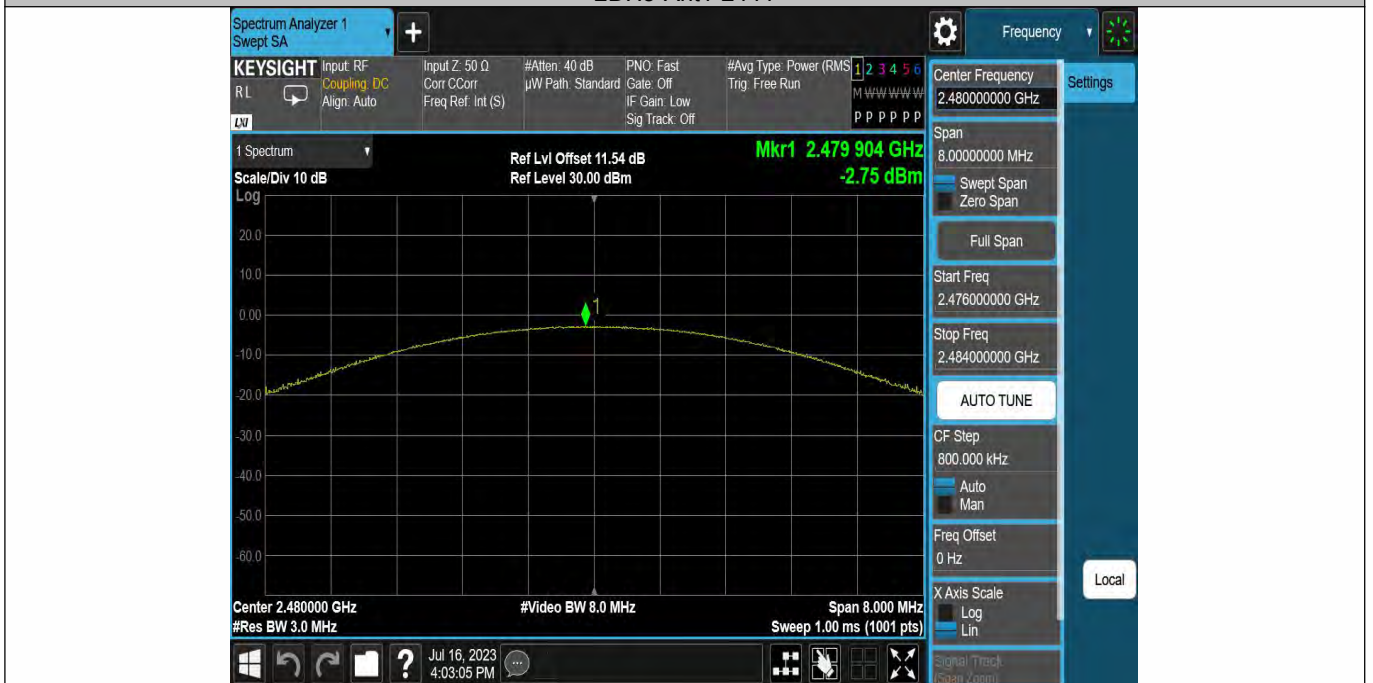 Spectrum Analyzer 1
Swept SA
+
Frequency
KEYSIGHT
RL
LXI
Input: RF
Coupling: DC
Align: Auto
Input Z: 50 Ω
Corr CCorr
Freq Ref: Int (S)
#Atten: 40 dB
µW Path: Standard
PNO: Fast
Gate: Off
IF Gain: Low
Sig Track: Off
#Avg Type: Power (RMS
Trig: Free Run
1 2 3 4 5 6
M W W W W W
P P P P P P
Center Frequency
2.480000000 GHz
Settings
1 Spectrum
Scale/Div 10 dB
Log
Ref Lvl Offset 11.54 dB
Ref Level 30.00 dBm
Mkr1 2.479 904 GHz
-2.75 dBm
Span
8.00000000 MHz
Swept Span
Zero Span
Full Span
Start Freq
2.476000000 GHz
Stop Freq
2.484000000 GHz
AUTO TUNE
CF Step
800.000 kHz
Auto
Man
Freq Offset
0 Hz
X Axis Scale
Log
Lin
Signal Track
(Span Zoom)
Local
20.0
10.0
0.00
-10.0
-20.0
-30.0
-40.0
-50.0
-60.0
1
Center 2.480000 GHz
#Res BW 3.0 MHz
#Video BW 8.0 MHz
Span 8.000 MHz
Sweep 1.00 ms (1001 pts)
?
Jul 16, 2023
4:03:05 PM